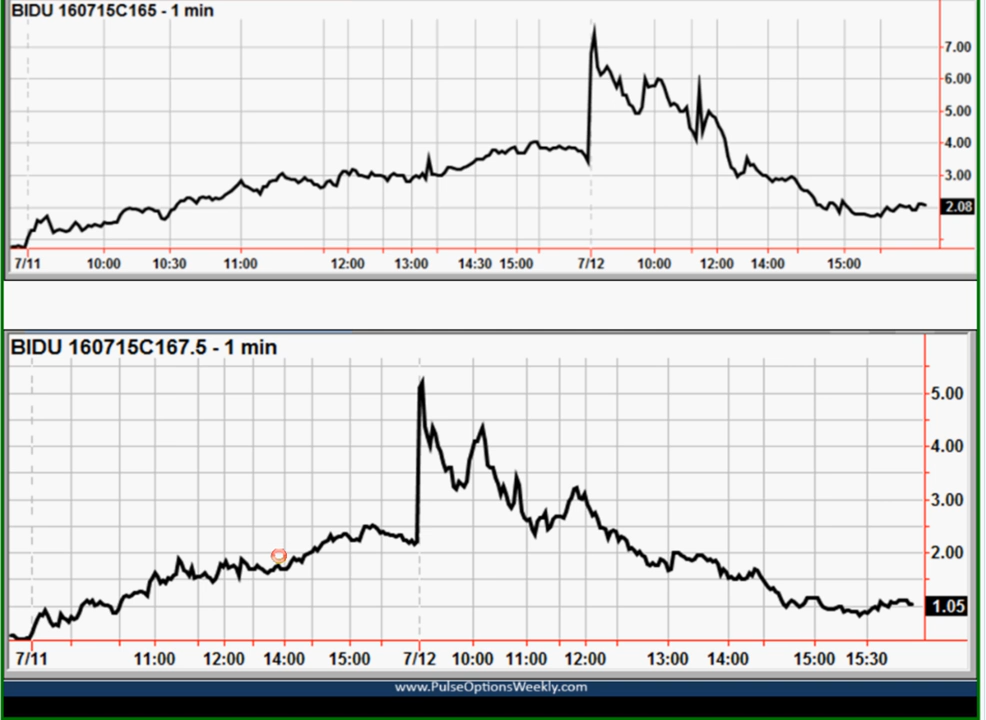 BIDU 160715C165 - 1 min
7.00
6.00
5.00
4.00
3.00
2.08
7/11 10:00 10:30 11:00 12:00 13:00 14:30 15:00 7/12 10:00 12:00 14:00 15:00
BIDU 160715C167.5 - 1 min
5.00
4.00
3.00
2.00
1.05
7/11 11:00 12:00 14:00 15:00 7/12 10:00 11:00 12:00 13:00 14:00 15:00 15:30
www.PulseOptionsWeekly.com